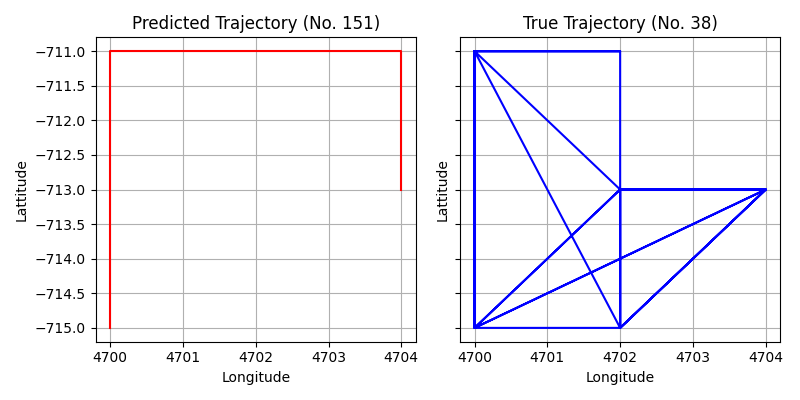 Predicted Trajectory (No. 151)
True Trajectory (No. 38)
Lattitude
−711.0
−711.5
−712.0
−712.5
−713.0
−713.5
−714.0
−714.5
−715.0
4700 4701 4702 4703 4704
Longitude
Lattitude
4700 4701 4702 4703 4704
Longitude